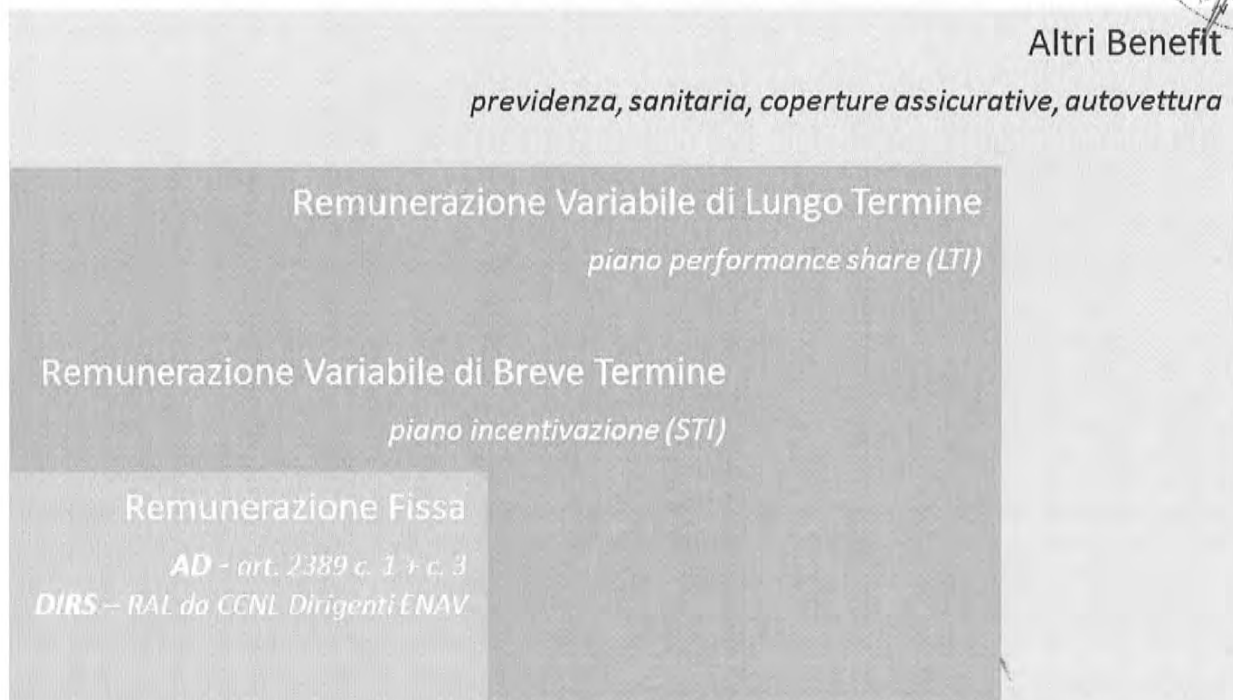 Altri Benefit
previdenza, sanitaria, coperture assicurative, autovettura
Remunerazione Variabile di Lungo Termine
piano performance share (LTI)
Remunerazione Variabile di Breve Termine
piano incentivazione (STI)
Remunerazione Fissa
AD - art. 2389 c. 1 + c. 3
DIRS – RAL da CCNL Dirigenti ENAV